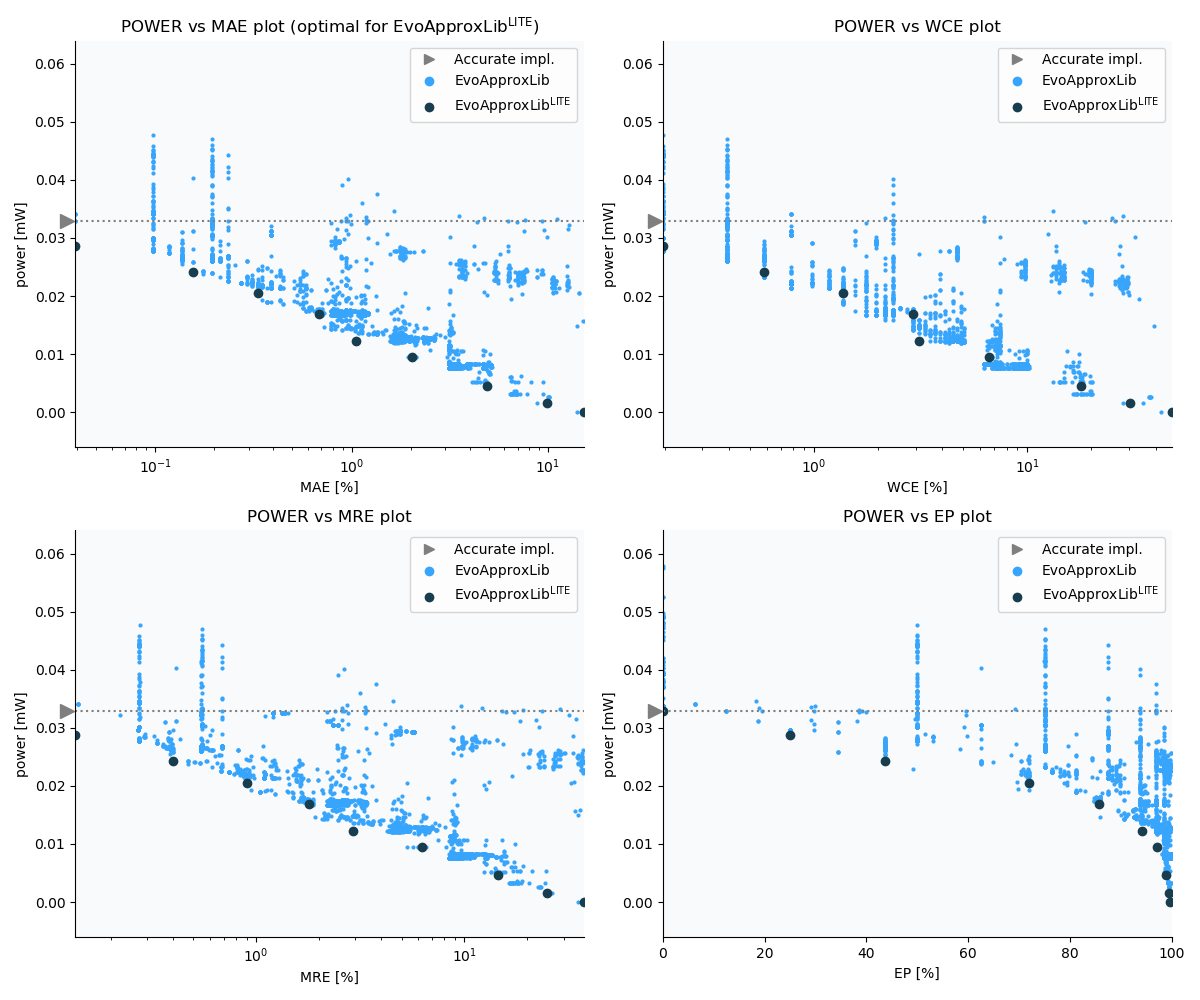 POWER vs MAE plot (optimal for EvoApproxLib^LITE)
Accurate impl.
EvoApproxLib
EvoApproxLib^LITE
0.06
0.05
0.04
0.03
0.02
0.01
0.00
power [mW]
10^-1
10^0
10^1
MAE [%]
POWER vs WCE plot
Accurate impl.
EvoApproxLib
EvoApproxLib^LITE
0.06
0.05
0.04
0.03
0.02
0.01
0.00
power [mW]
10^0
10^1
WCE [%]
POWER vs MRE plot
Accurate impl.
EvoApproxLib
EvoApproxLib^LITE
0.06
0.05
0.04
0.03
0.02
0.01
0.00
power [mW]
10^0
10^1
MRE [%]
POWER vs EP plot
Accurate impl.
EvoApproxLib
EvoApproxLib^LITE
0.06
0.05
0.04
0.03
0.02
0.01
0.00
power [mW]
0
20
40
60
80
100
EP [%]